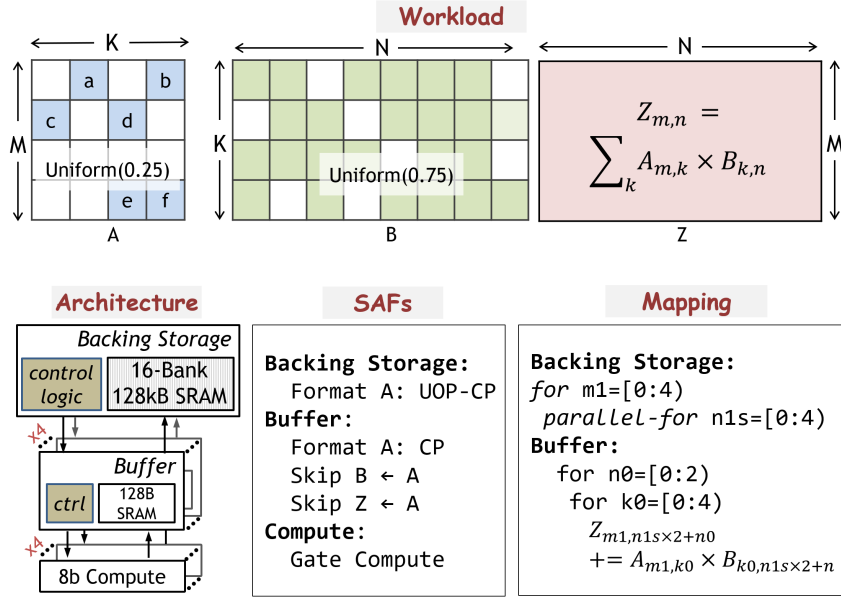 Workload
K
N
N
M
a
b
c
d
Uniform(0.25)
e
f
A
K
Uniform(0.75)
B
Z_{m,n} =
∑_k A_{m,k} × B_{k,n}
M
Z
Architecture
SAFs
Mapping
Backing Storage
control logic
16-Bank
128kB SRAM
x4
Buffer
ctrl
128B
SRAM
x4
8b Compute
Backing Storage:
Format A: UOP-CP
Buffer:
Format A: CP
Skip B ← A
Skip Z ← A
Compute:
Gate Compute
Backing Storage:
for m1=[0:4)
parallel-for n1s=[0:4)
Buffer:
for n0=[0:2)
for k0=[0:4)
Z_{m1,n1s×2+n0}
+= A_{m1,k0} × B_{k0,n1s×2+n}